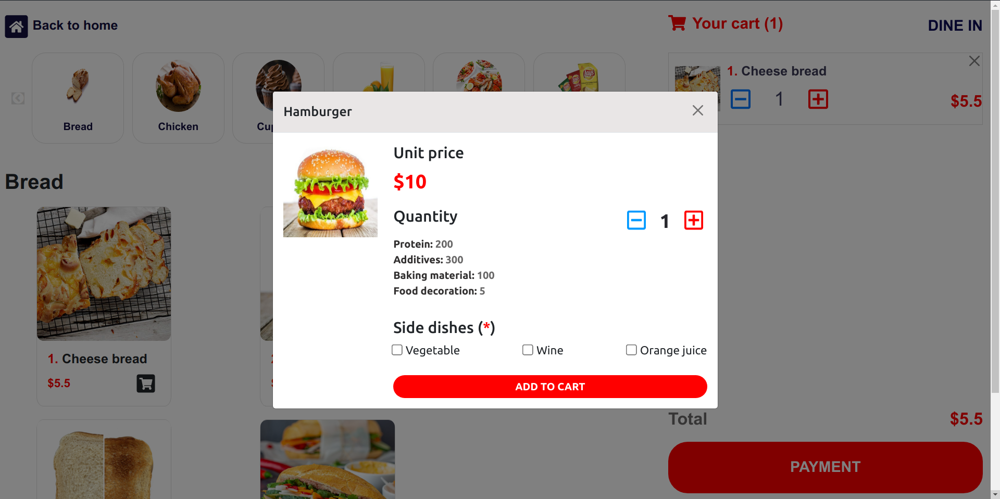 Back to home
Your cart (1)
DINE IN
Bread
Chicken
Cup
Lay's
1. Cheese bread
1
$5.5
Hamburger
Unit price
$10
Quantity
1
Protein: 200
Additives: 300
Baking material: 100
Food decoration: 5
Side dishes (*)
Vegetable
Wine
Orange juice
ADD TO CART
Bread
1. Cheese bread
$5.5
Total
$5.5
PAYMENT